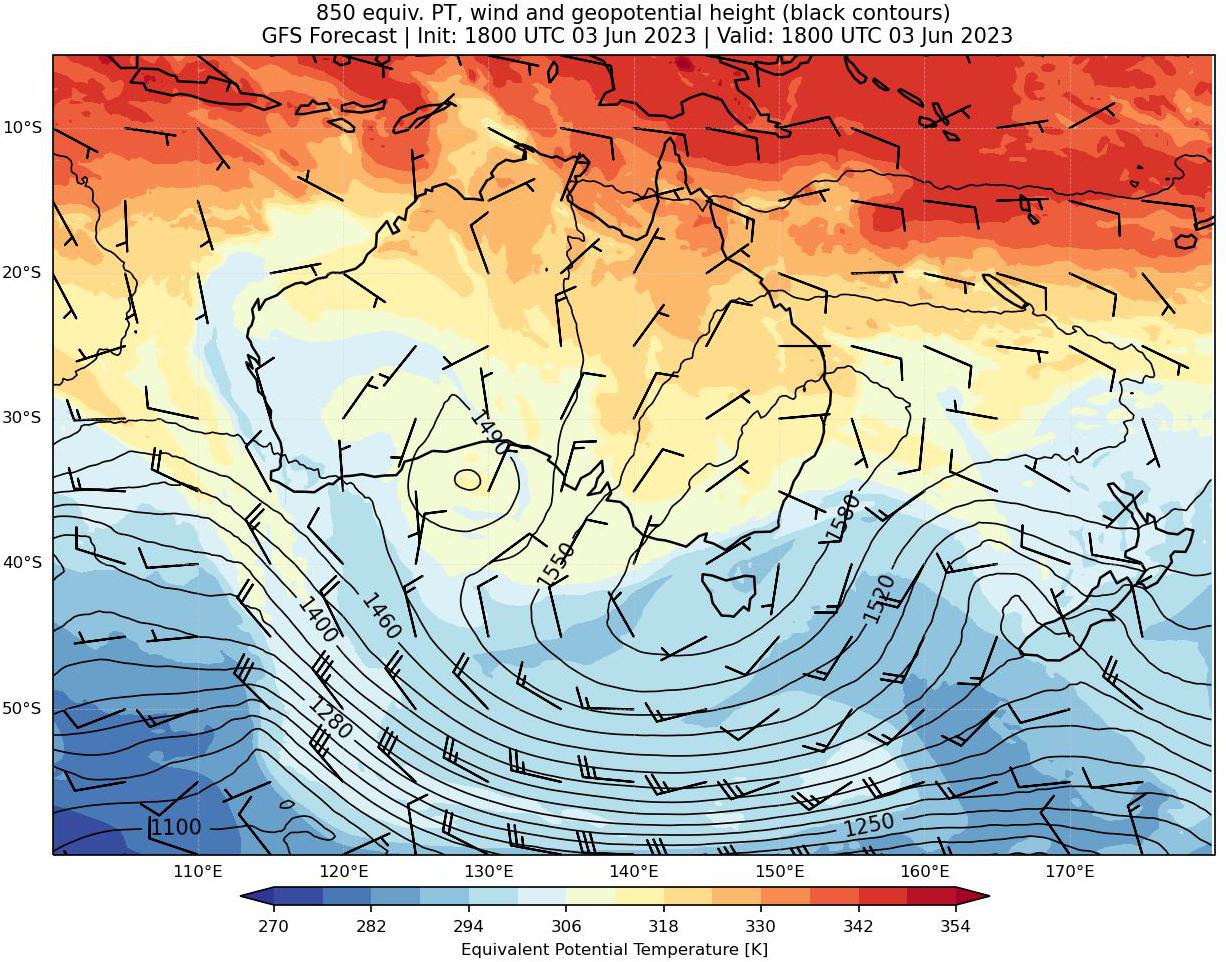 850 equiv. PT, wind and geopotential height (black contours)
GFS Forecast | Init: 1800 UTC 03 Jun 2023 | Valid: 1800 UTC 03 Jun 2023
10°S
20°S
30°S
1490
1580
40°S
1550
1520
1400
1460
50°S
1280
1100
1250
110°E 120°E 130°E 140°E 150°E 160°E 170°E
270 282 294 306 318 330 342 354
Equivalent Potential Temperature [K]